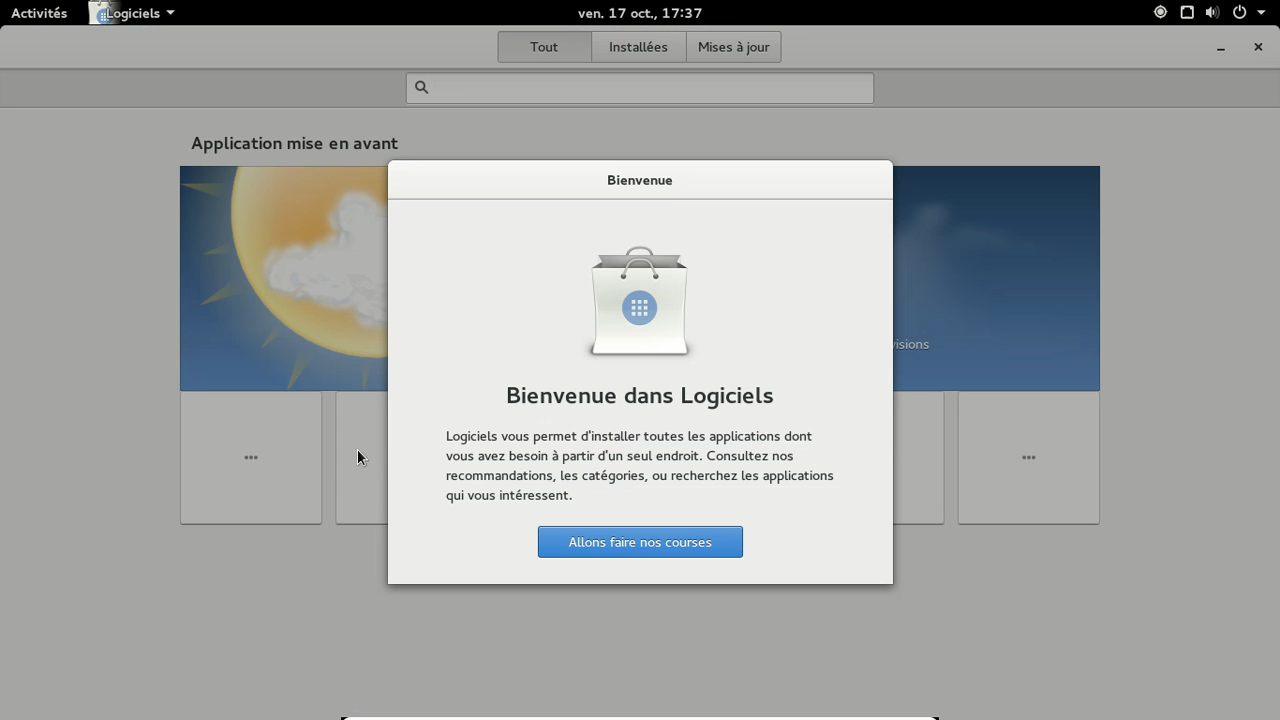 Activités Logiciels ven. 17 oct., 17:37
Tout Installées Mises à jour
Application mise en avant
Bienvenue
visions
Bienvenue dans Logiciels
Logiciels vous permet d'installer toutes les applications dont
vous avez besoin à partir d'un seul endroit. Consultez nos
recommandations, les catégories, ou recherchez les applications
qui vous intéressent.
Allons faire nos courses